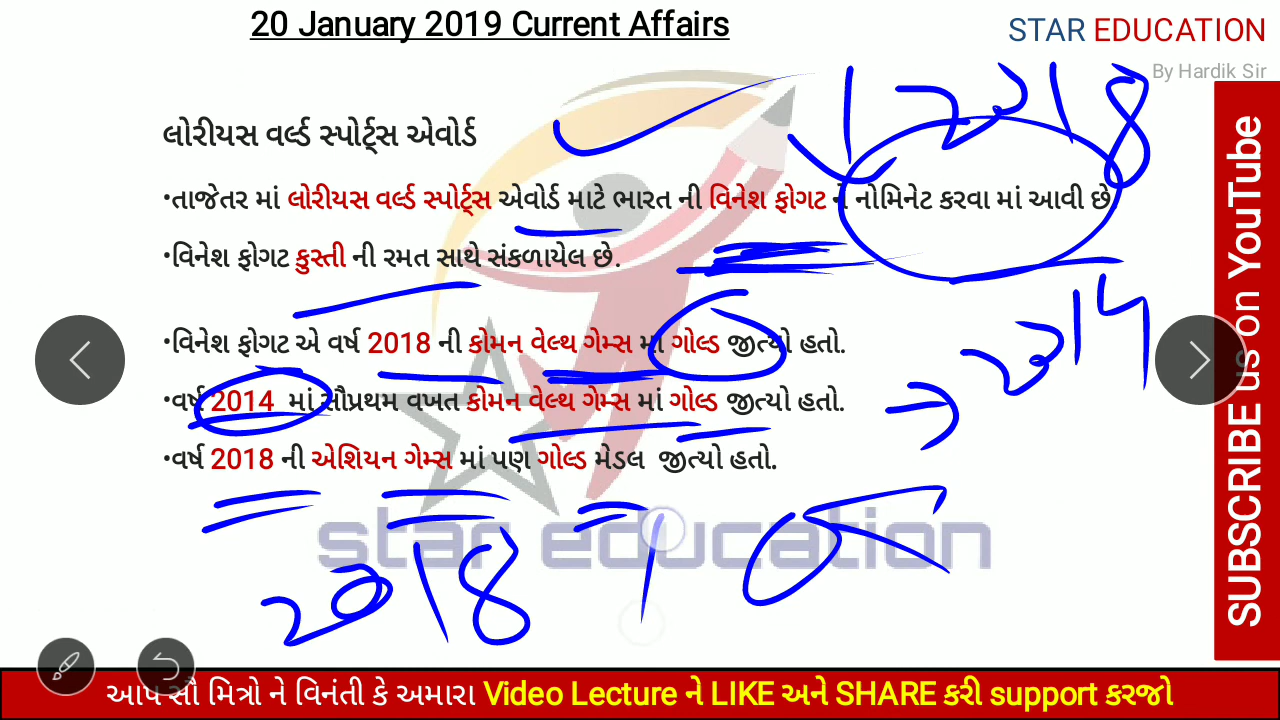 20 January 2019 Current Affairs
STAR EDUCATION
By Hardik Sir
લોરીયસ વર્લ્ડ સ્પોર્ટ્સ એવોર્ડ
•તાજેતર માં લોરીયસ વર્લ્ડ સ્પોર્ટ્સ એવોર્ડ માટે ભારત ની વિનેશ ફોગટ ને નોમિનેટ કરવા માં આવી છે
•વિનેશ ફોગટ કુસ્તી ની રમત સાથે સંકળાયેલ છે.
•વિનેશ ફોગટ એ વર્ષ 2018 ની કોમન વેલ્થ ગેમ્સ માં ગોલ્ડ જીત્યો હતો.
•વર્ષ 2014 માં સૌપ્રથમ વખત કોમન વેલ્થ ગેમ્સ માં ગોલ્ડ જીત્યો હતો.
•વર્ષ 2018 ની એશિયન ગેમ્સ માં પણ ગોલ્ડ મેડલ જીત્યો હતો.
2014
star education
2018
SUBSCRIBE us on YouTube
આપ સૌ મિત્રો ને વિનંતી કે અમારા Video Lecture ને LIKE અને SHARE કરી support કરજો